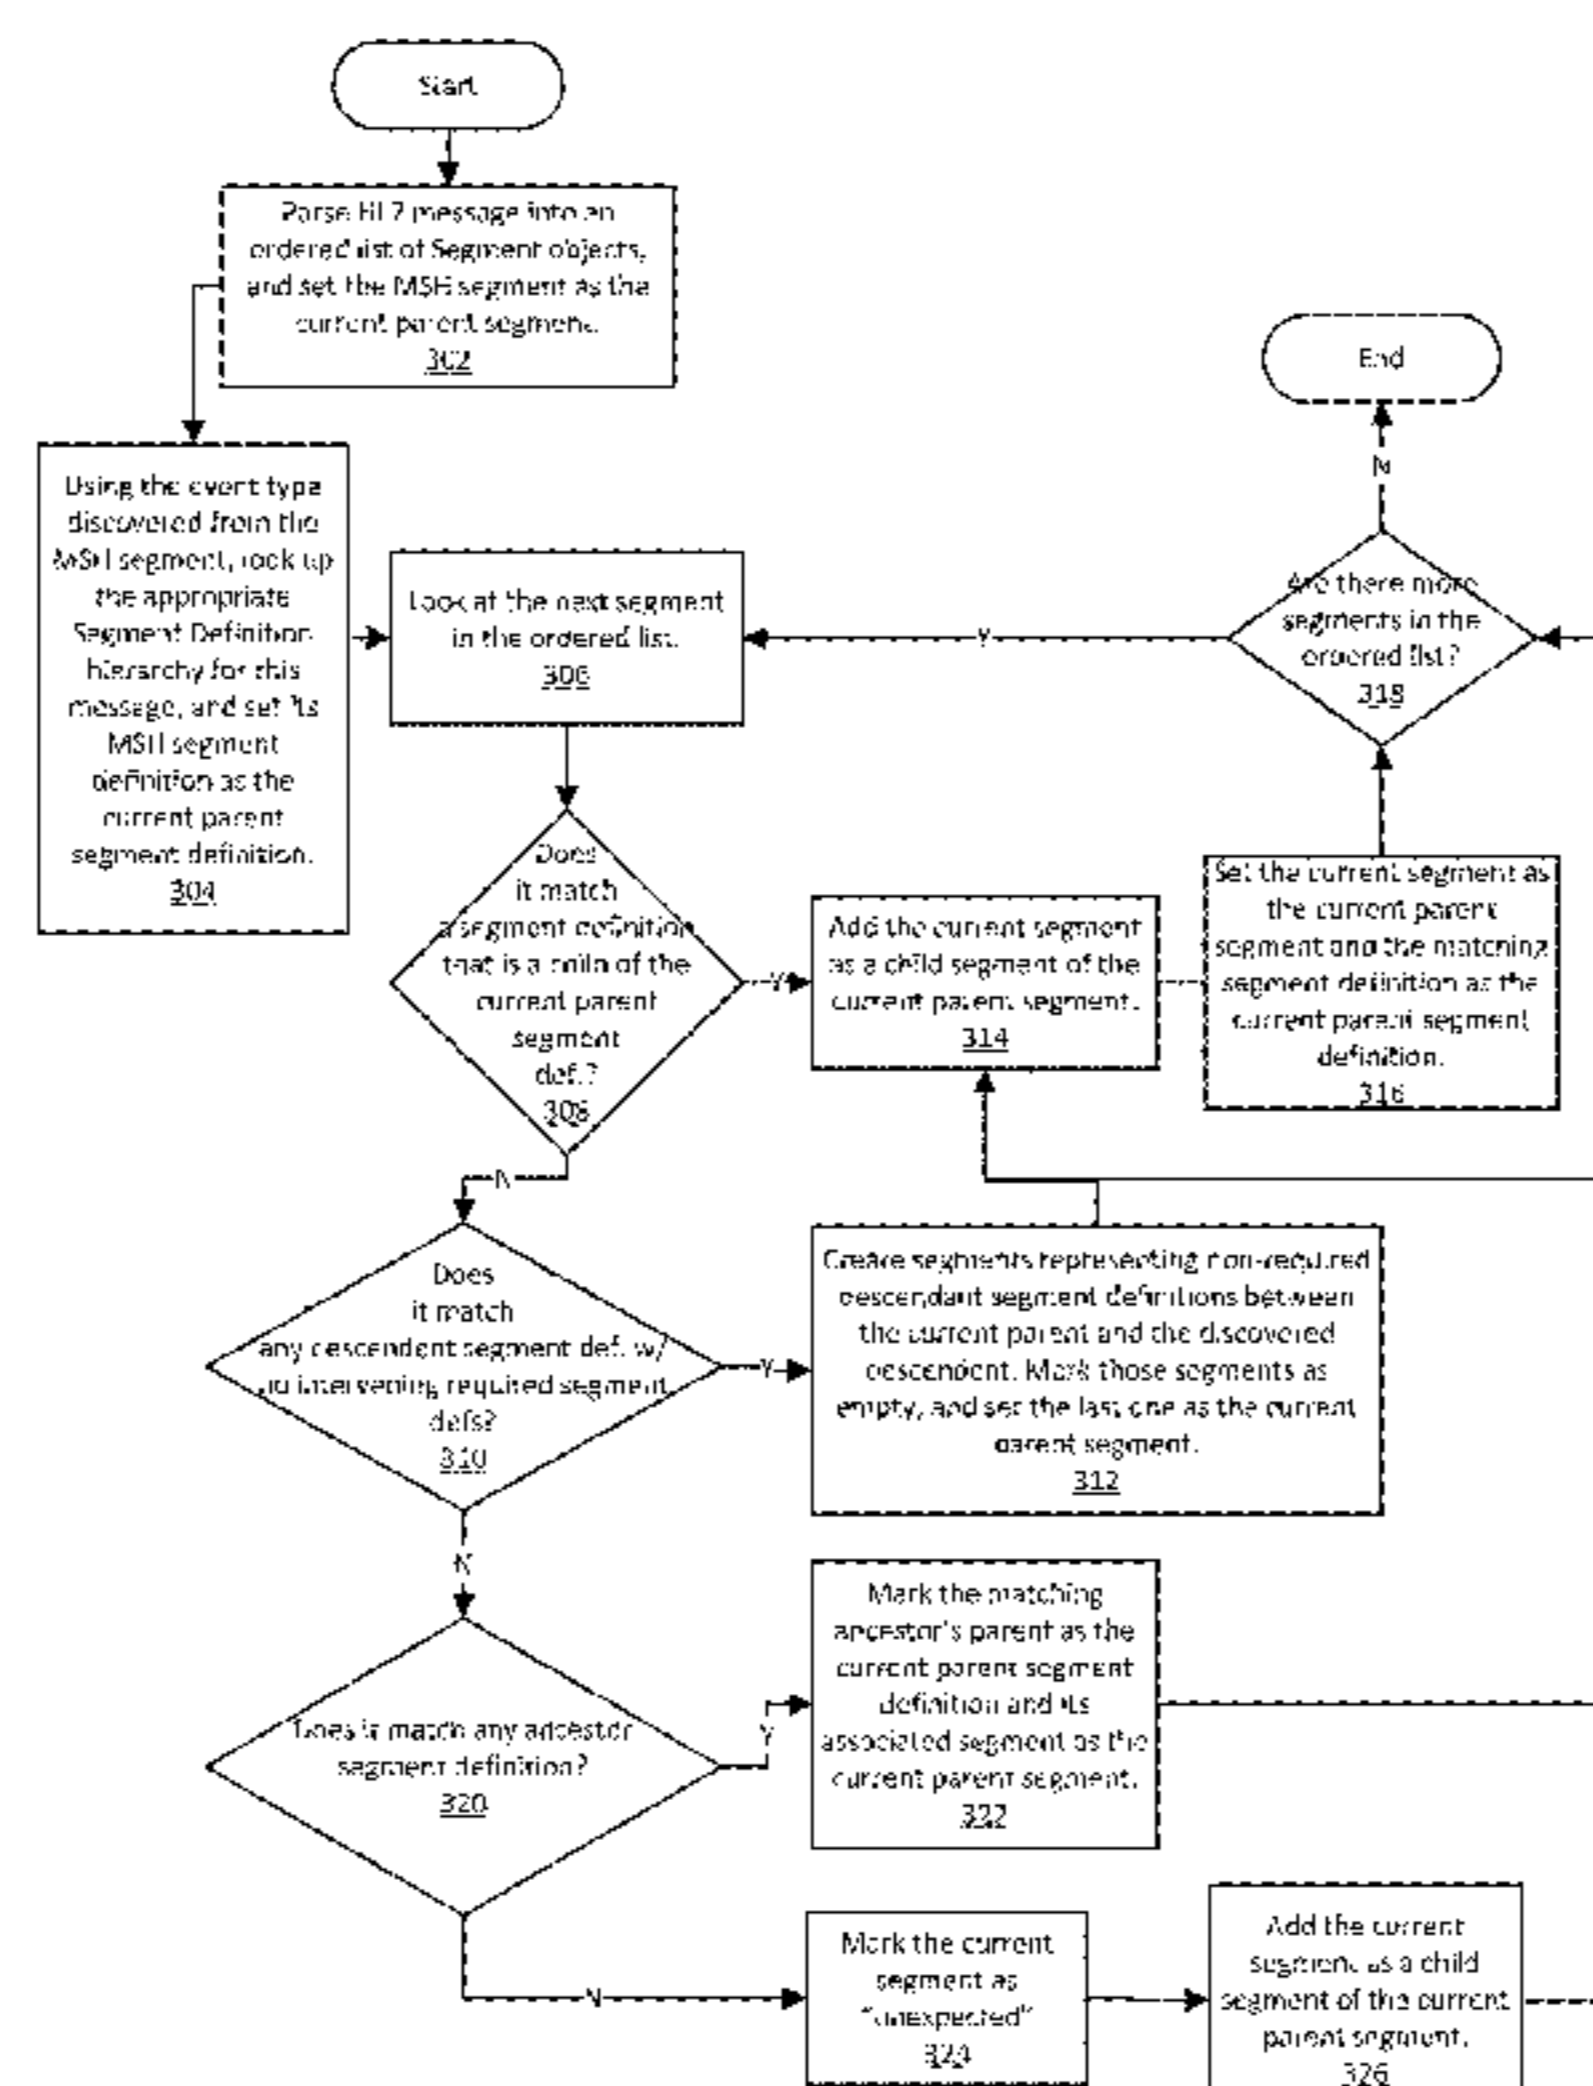 Start
Parse HL7 message into an
ordered list of Segment objects,
and set the MSH segment as the
current parent segment.
302
Using the event type
discovered from the
MSH segment, look up
the appropriate
Segment Definition
hierarchy for this
message, and set its
MSH segment
definition as the
current parent
segment definition.
304
Look at the next segment
in the ordered list.
306
End
N
Are there more
segments in the
ordered list?
318
Y
Does
it match
a segment definition
that is a child of the
current parent
segment
def.?
308
Y
Add the current segment
as a child segment of the
current parent segment.
314
Set the current segment as
the current parent
segment and the matching
segment definition as the
current parent segment
definition.
316
N
Does
it match
any descendent segment def. w/
no intervening required segment
defs?
310
Y
Create segments representing non-required
descendant segment definitions between
the current parent and the discovered
descendent. Mark those segments as
empty, and set the last one as the current
parent segment.
312
N
Does it match any ancestor
segment definition?
320
Y
Mark the matching
ancestor's parent as the
current parent segment
definition and its
associated segment as the
current parent segment.
322
N
Mark the current
segment as
"unexpected"
324
Add the current
segment as a child
segment of the current
parent segment.
326